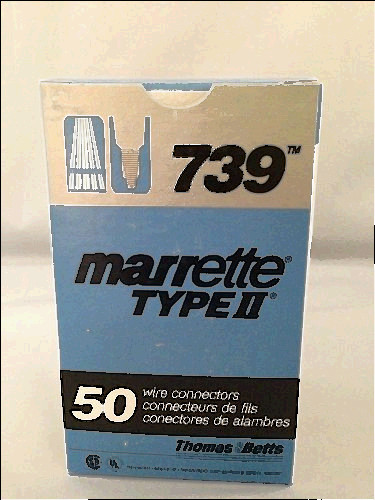 739™
marrette®
TYPE II®
50
wire connectors
connecteurs de fils
conectores de alambres
Thomas & Betts